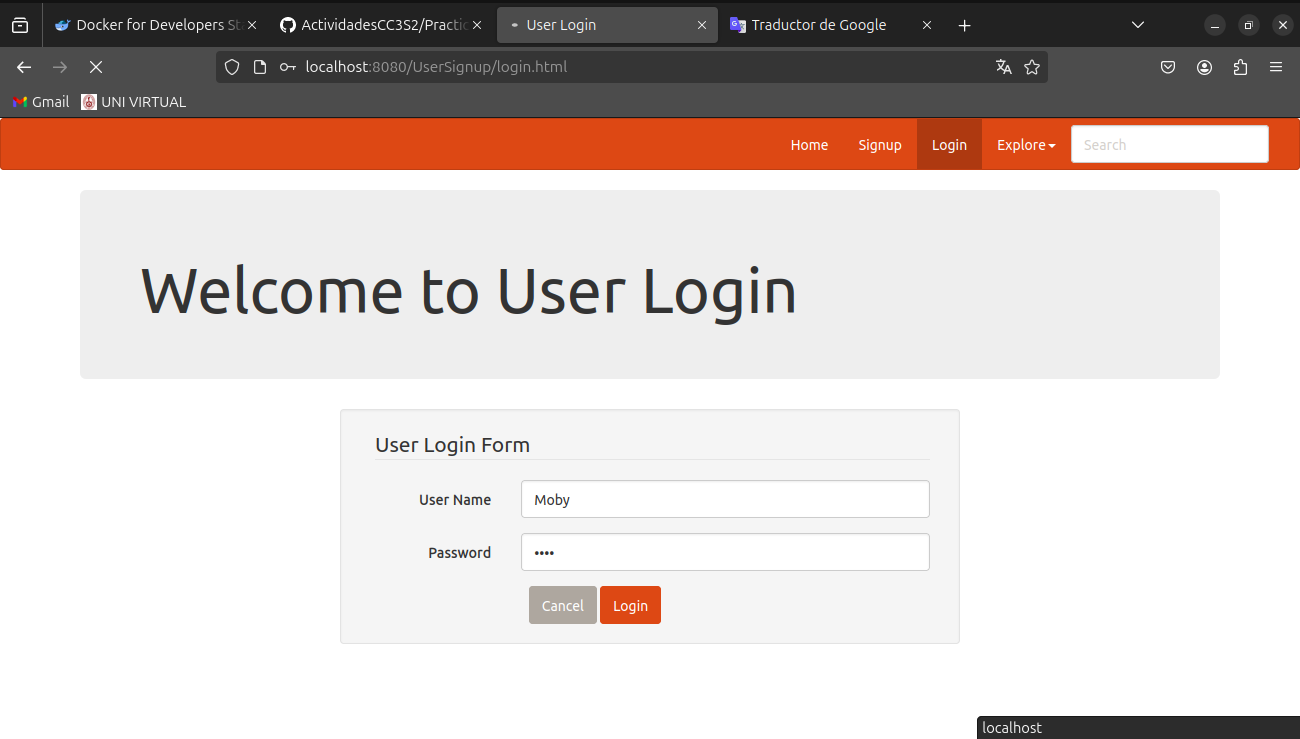 Docker for Developers St
ActividadesCC3S2/Practic
User Login
Traductor de Google
localhost:8080/UserSignup/login.html
Gmail
UNI VIRTUAL
Home
Signup
Login
Explore
Search
Welcome to User Login
User Login Form
User Name
Moby
Password
••••
Cancel
Login
localhost